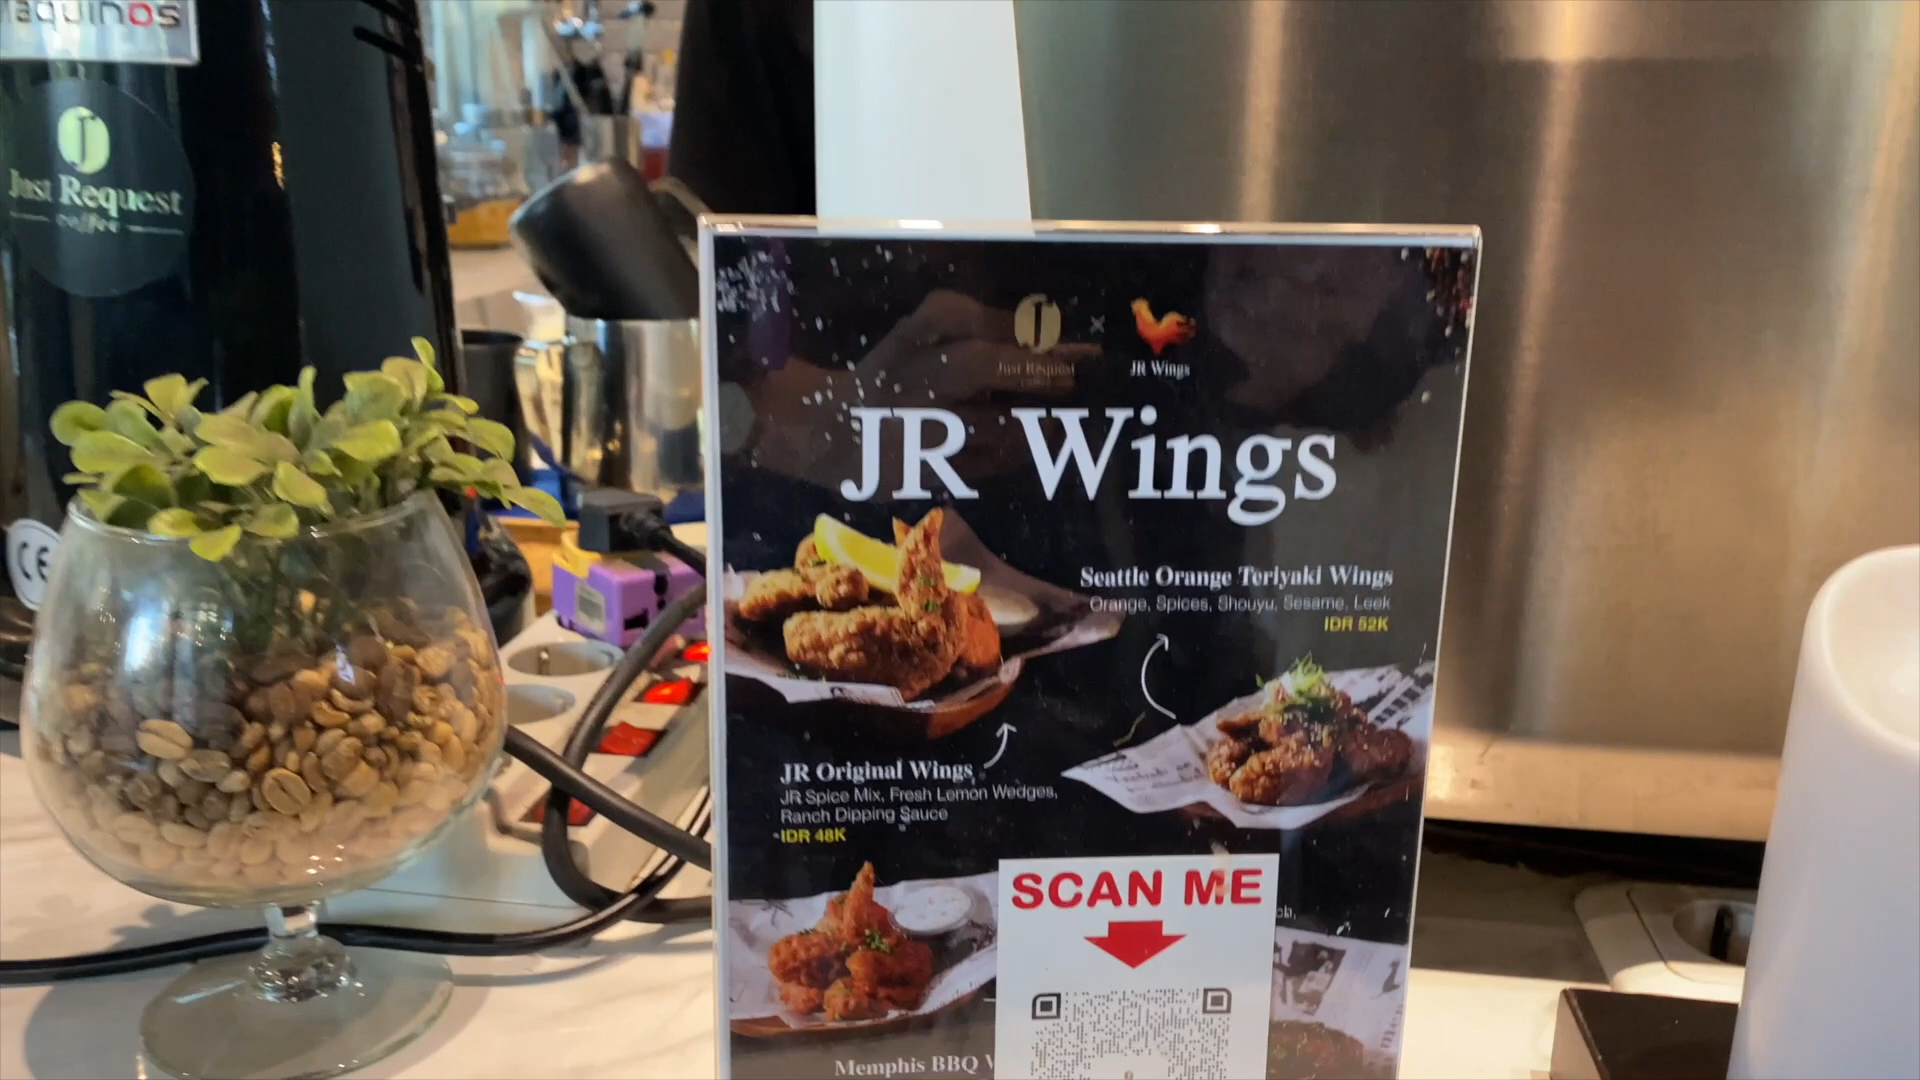 aquinos
J
Just Request
coffee
CE
J
x
Just Request
JR Wings
JR Wings
Seattle Orange Teriyaki Wings
Orange, Spices, Shouyu, Sesame, Leek
IDR 52K
JR Original Wings
JR Spice Mix, Fresh Lemon Wedges,
Ranch Dipping Sauce
IDR 48K
SCAN ME
Memphis BBQ